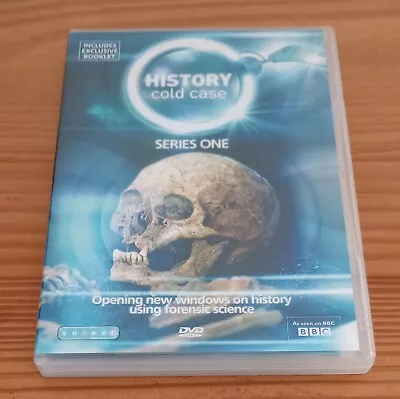 INCLUDES
EXCLUSIVE
BOOKLET
HISTORY
cold case
SERIES ONE
Opening new windows on history
using forensic science
DVD
As seen on BBC
BBC